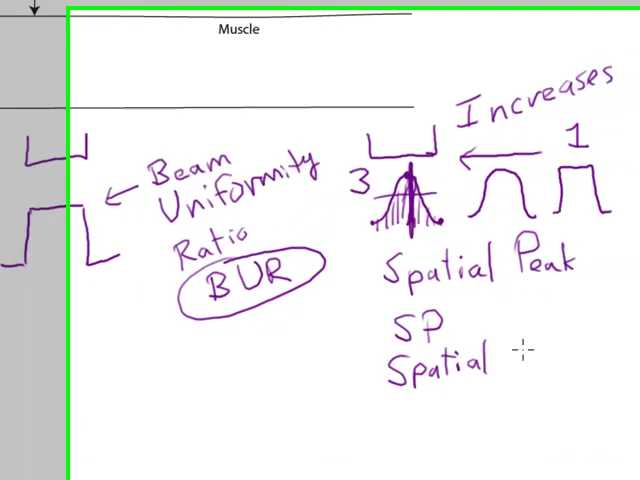 Muscle
Increases
1
Beam
Uniformity
Ratio
BUR
3
Spatial Peak
SP
Spatial